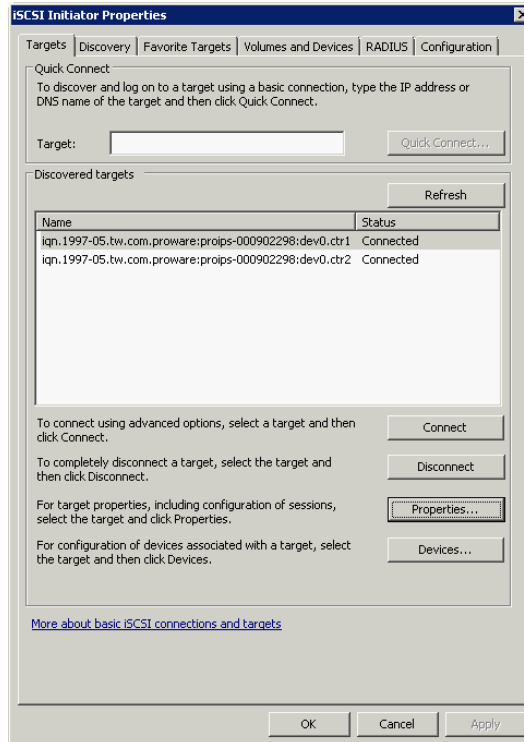 iSCSI Initiator Properties
Targets Discovery Favorite Targets Volumes and Devices RADIUS Configuration
Quick Connect
To discover and log on to a target using a basic connection, type the IP address or
DNS name of the target and then click Quick Connect.
Target: Quick Connect...
Discovered targets
Refresh
Name Status
iqn.1997-05.tw.com.proware:proips-000902298:dev0.ctr1 Connected
iqn.1997-05.tw.com.proware:proips-000902298:dev0.ctr2 Connected
To connect using advanced options, select a target and then
click Connect.
Connect
To completely disconnect a target, select the target and
then click Disconnect.
Disconnect
For target properties, including configuration of sessions,
select the target and click Properties.
Properties...
For configuration of devices associated with a target, select
the target and then click Devices.
Devices...
More about basic iSCSI connections and targets
OK Cancel Apply